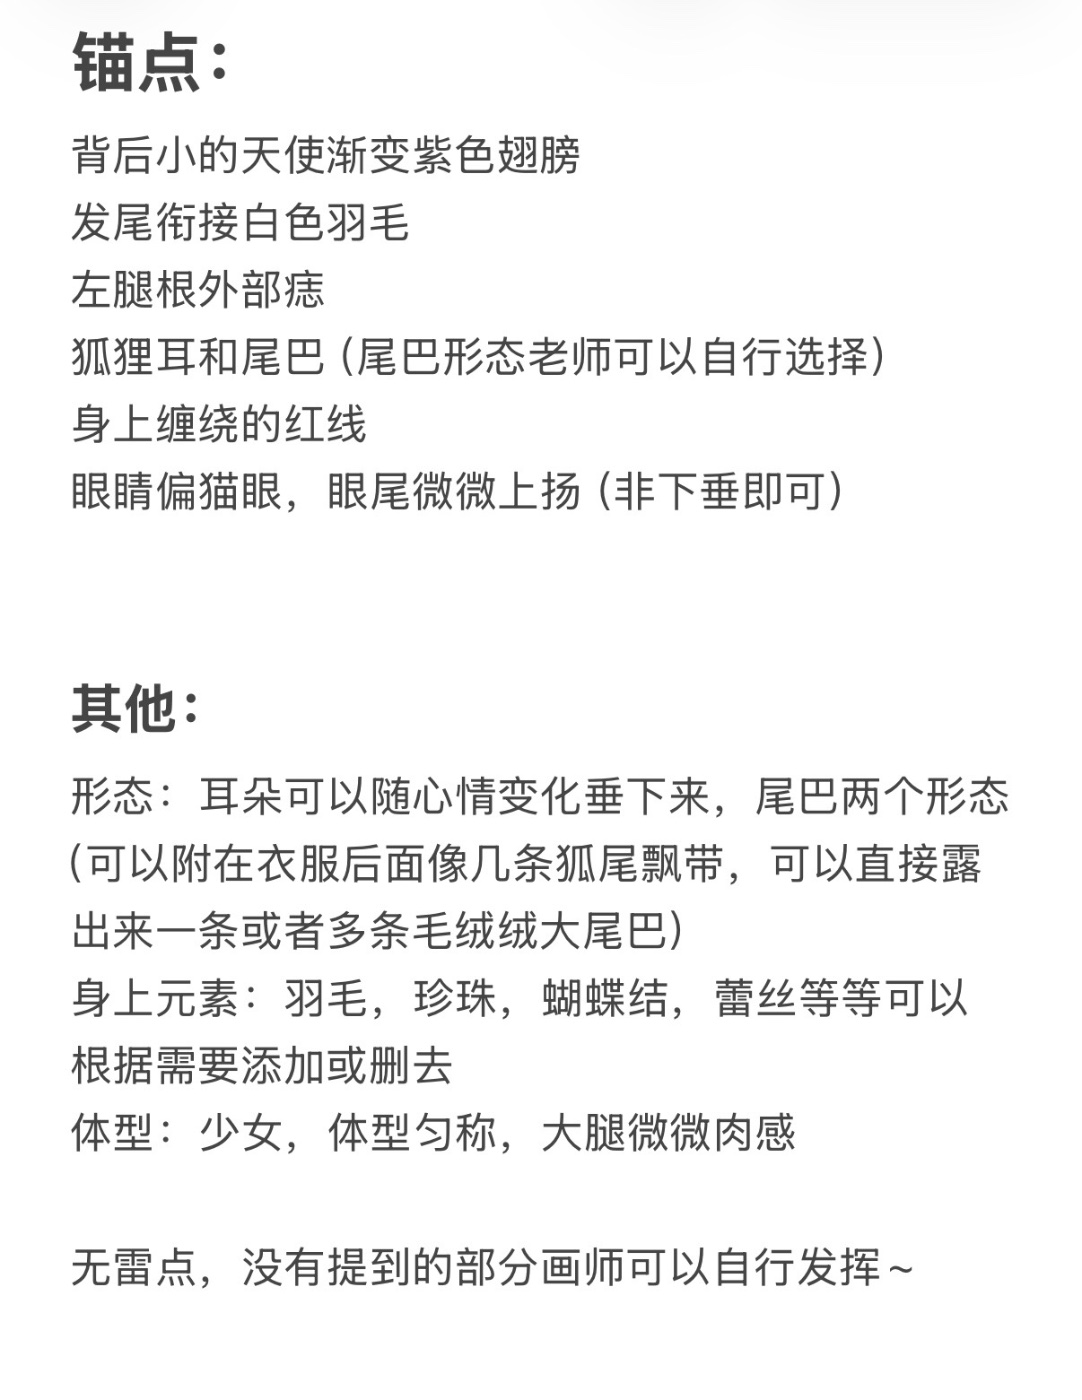 锚点：
背后小的天使渐变紫色翅膀
发尾衔接白色羽毛
左腿根外部痣
狐狸耳和尾巴（尾巴形态老师可以自行选择）
身上缠绕的红线
眼睛偏猫眼，眼尾微微上扬（非下垂即可）
其他：
形态：耳朵可以随心情变化垂下来，尾巴两个形态
（可以附在衣服后面像几条狐尾飘带，可以直接露
出来一条或者多条毛绒绒大尾巴）
身上元素：羽毛，珍珠，蝴蝶结，蕾丝等等可以
根据需要添加或删去
体型：少女，体型匀称，大腿微微肉感
无雷点，没有提到的部分画师可以自行发挥~